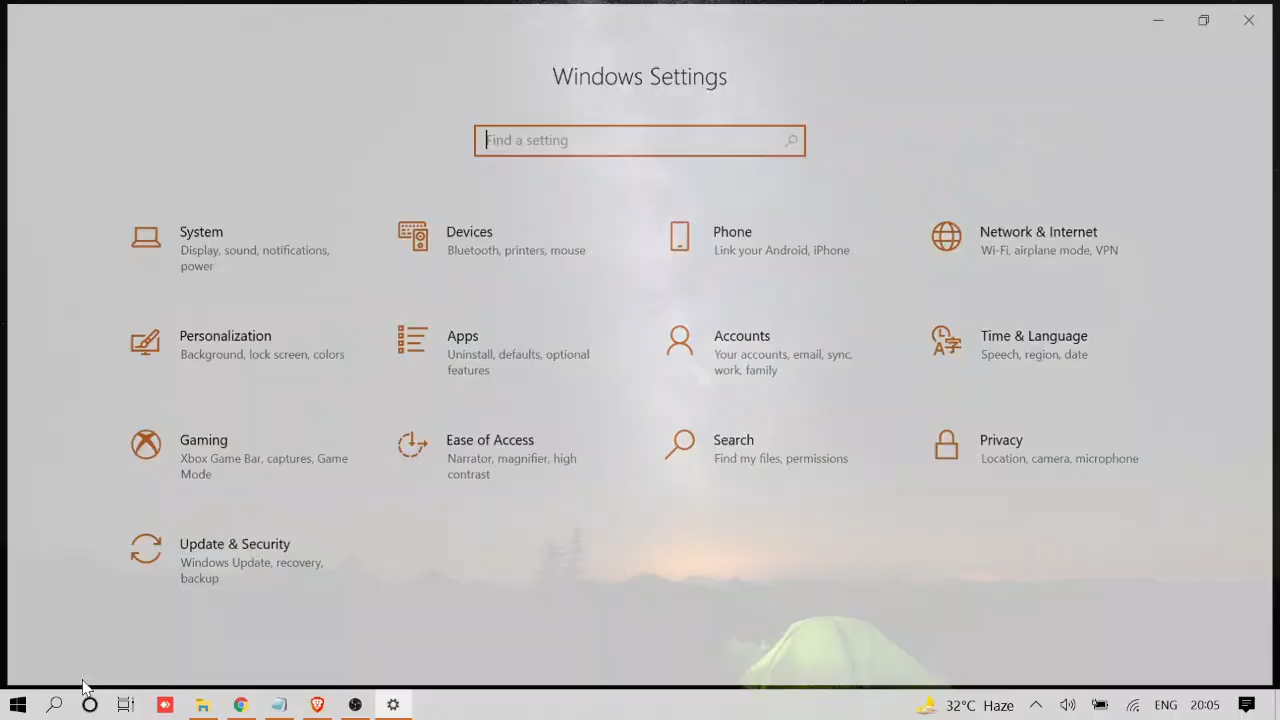 Windows Settings
Find a setting
System
Display, sound, notifications,
power
Devices
Bluetooth, printers, mouse
Phone
Link your Android, iPhone
Network & Internet
Wi-Fi, airplane mode, VPN
Personalization
Background, lock screen, colors
Apps
Uninstall, defaults, optional
features
Accounts
Your accounts, email, sync,
work, family
Time & Language
Speech, region, date
Gaming
Xbox Game Bar, captures, Game
Mode
Ease of Access
Narrator, magnifier, high
contrast
Search
Find my files, permissions
Privacy
Location, camera, microphone
Update & Security
Windows Update, recovery,
backup
32°C Haze
ENG
20:05